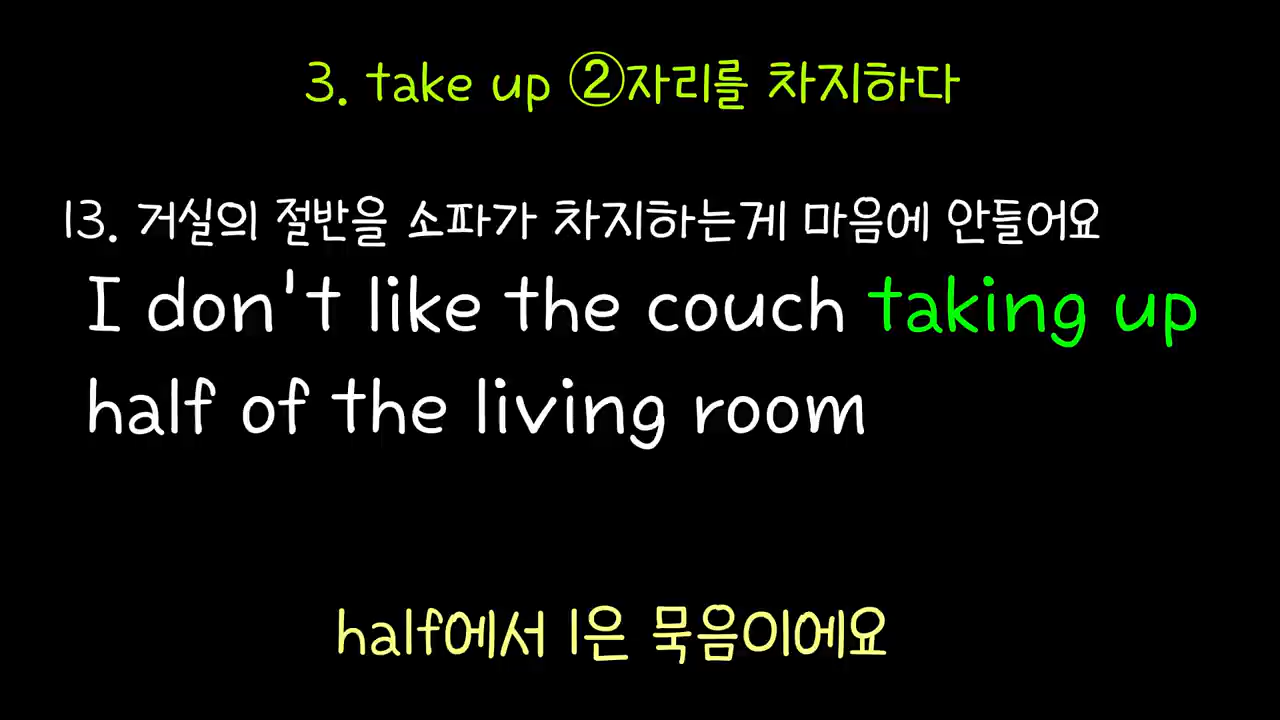 3. take up ②자리를 차지하다
13. 거실의 절반을 소파가 차지하는게 마음에 안들어요
I don't like the couch taking up
half of the living room
half에서 l은 묵음이에요